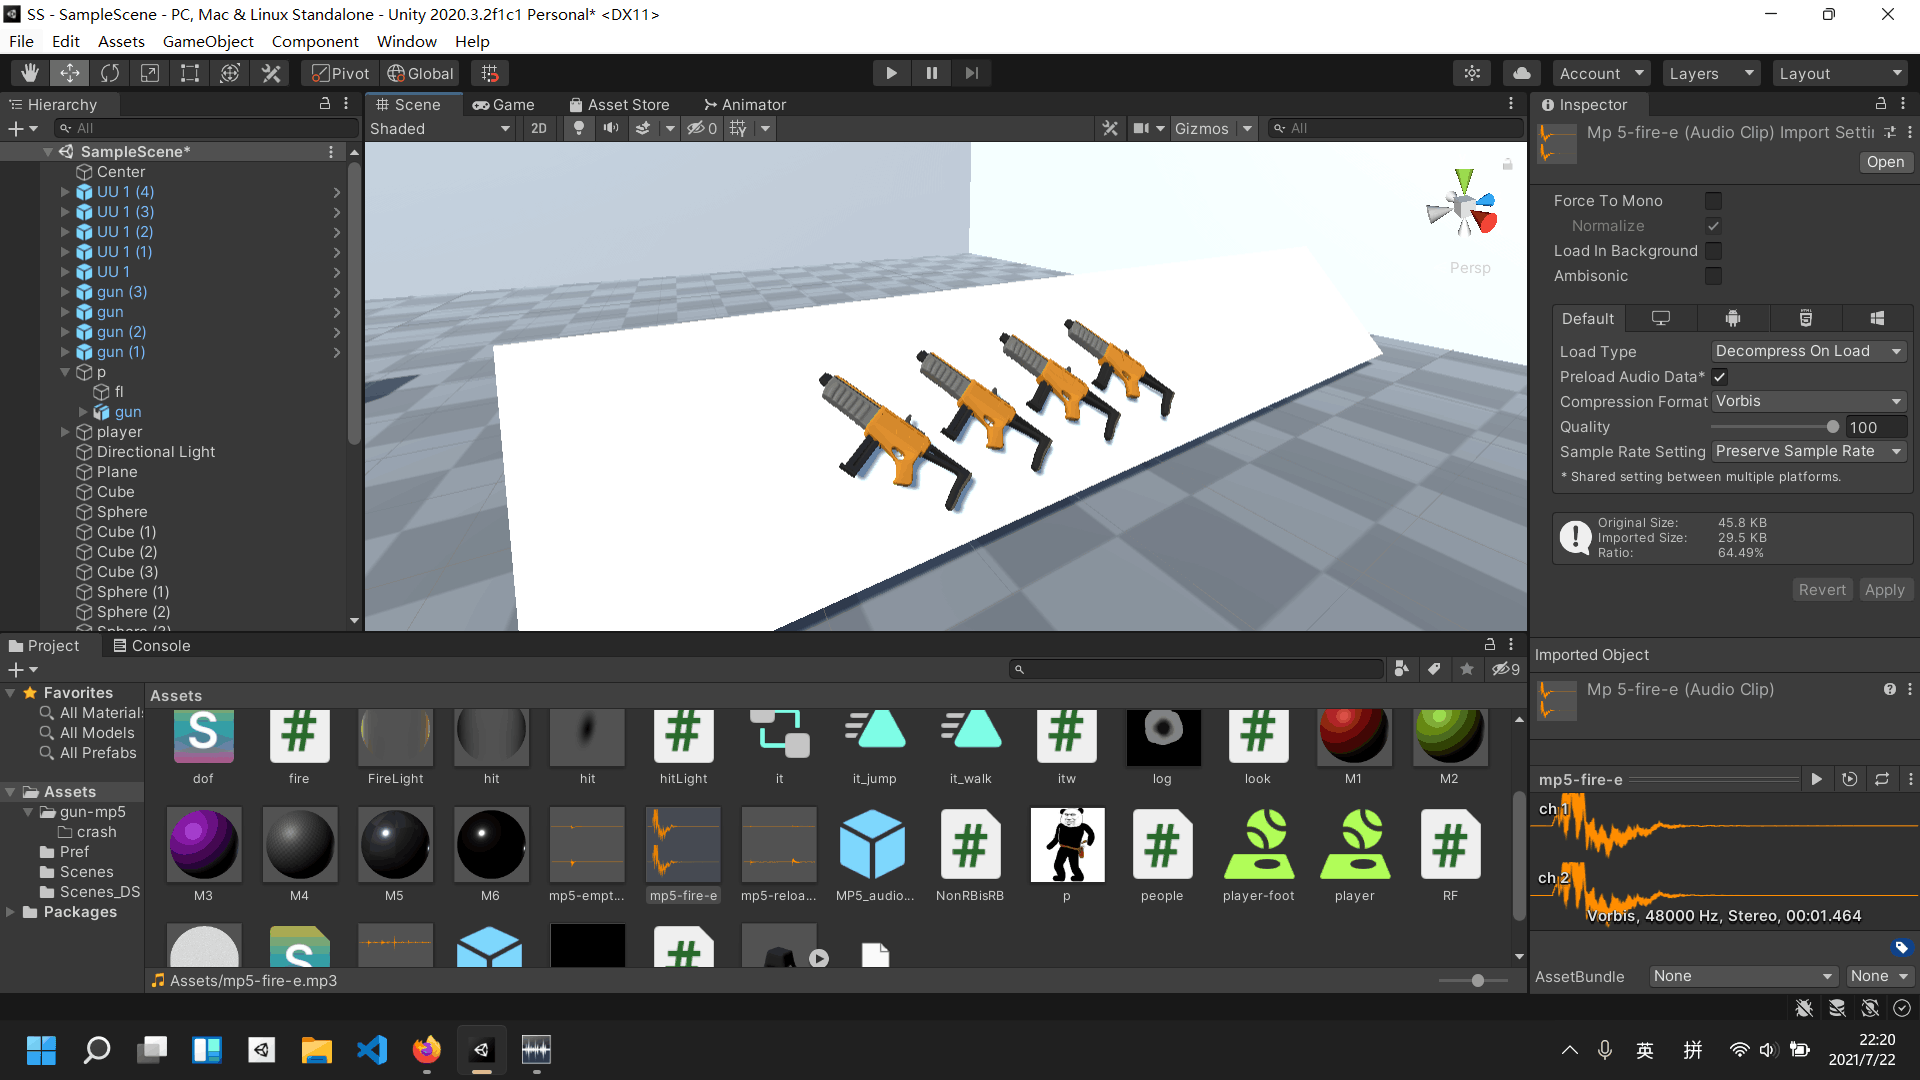 SS - SampleScene - PC, Mac & Linux Standalone - Unity 2020.3.2f1c1 Personal* <DX11>
File Edit Assets GameObject Component Window Help
Pivot Global Account Layers Layout
Hierarchy
All
SampleScene*
Center
UU 1 (4)
UU 1 (3)
UU 1 (2)
UU 1 (1)
UU 1
gun (3)
gun
gun (2)
gun (1)
p
fl
gun
player
Directional Light
Plane
Cube
Sphere
Cube (1)
Cube (2)
Cube (3)
Sphere (1)
Sphere (2)
Scene Game Asset Store Animator
Shaded 2D 0 Gizmos All
Persp
Inspector
Mp 5-fire-e (Audio Clip) Import Settin
Open
Force To Mono
Normalize
Load In Background
Ambisonic
Default
Load Type Decompress On Load
Preload Audio Data*
Compression Format Vorbis
Quality 100
Sample Rate Setting Preserve Sample Rate
* Shared setting between multiple platforms.
Original Size: 45.8 KB
Imported Size: 29.5 KB
Ratio: 64.49%
Revert Apply
Imported Object
Mp 5-fire-e (Audio Clip)
mp5-fire-e
ch 1
ch 2
Vorbis, 48000 Hz, Stereo, 00:01.464
AssetBundle None None
Project Console
9
Favorites
All Materials
All Models
All Prefabs
Assets
gun-mp5
crash
Pref
Scenes
Scenes_DS
Packages
Assets
dof fire FireLight hit hit hitLight it it_jump it_walk itw log look M1 M2
M3 M4 M5 M6 mp5-empt... mp5-fire-e mp5-reloa... MP5_audio... NonRBisRB p people player-foot player RF
Assets/mp5-fire-e.mp3
英 拼
22:20
2021/7/22